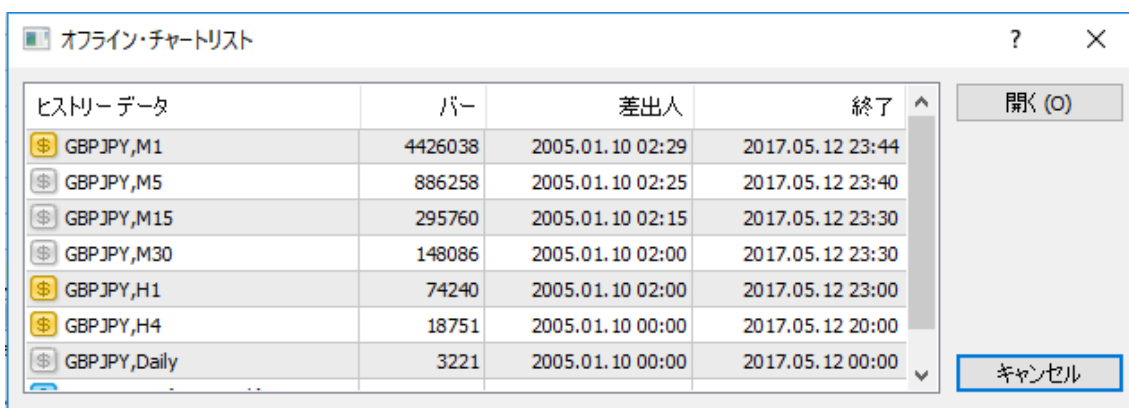 オフライン・チャートリスト ? ×
ヒストリー データ バー 差出人 終了 開く (O)
GBPJPY,M1 4426038 2005.01.10 02:29 2017.05.12 23:44
GBPJPY,M5 886258 2005.01.10 02:25 2017.05.12 23:40
GBPJPY,M15 295760 2005.01.10 02:15 2017.05.12 23:30
GBPJPY,M30 148086 2005.01.10 02:00 2017.05.12 23:30
GBPJPY,H1 74240 2005.01.10 02:00 2017.05.12 23:00
GBPJPY,H4 18751 2005.01.10 00:00 2017.05.12 20:00
GBPJPY,Daily 3221 2005.01.10 00:00 2017.05.12 00:00
キャンセル